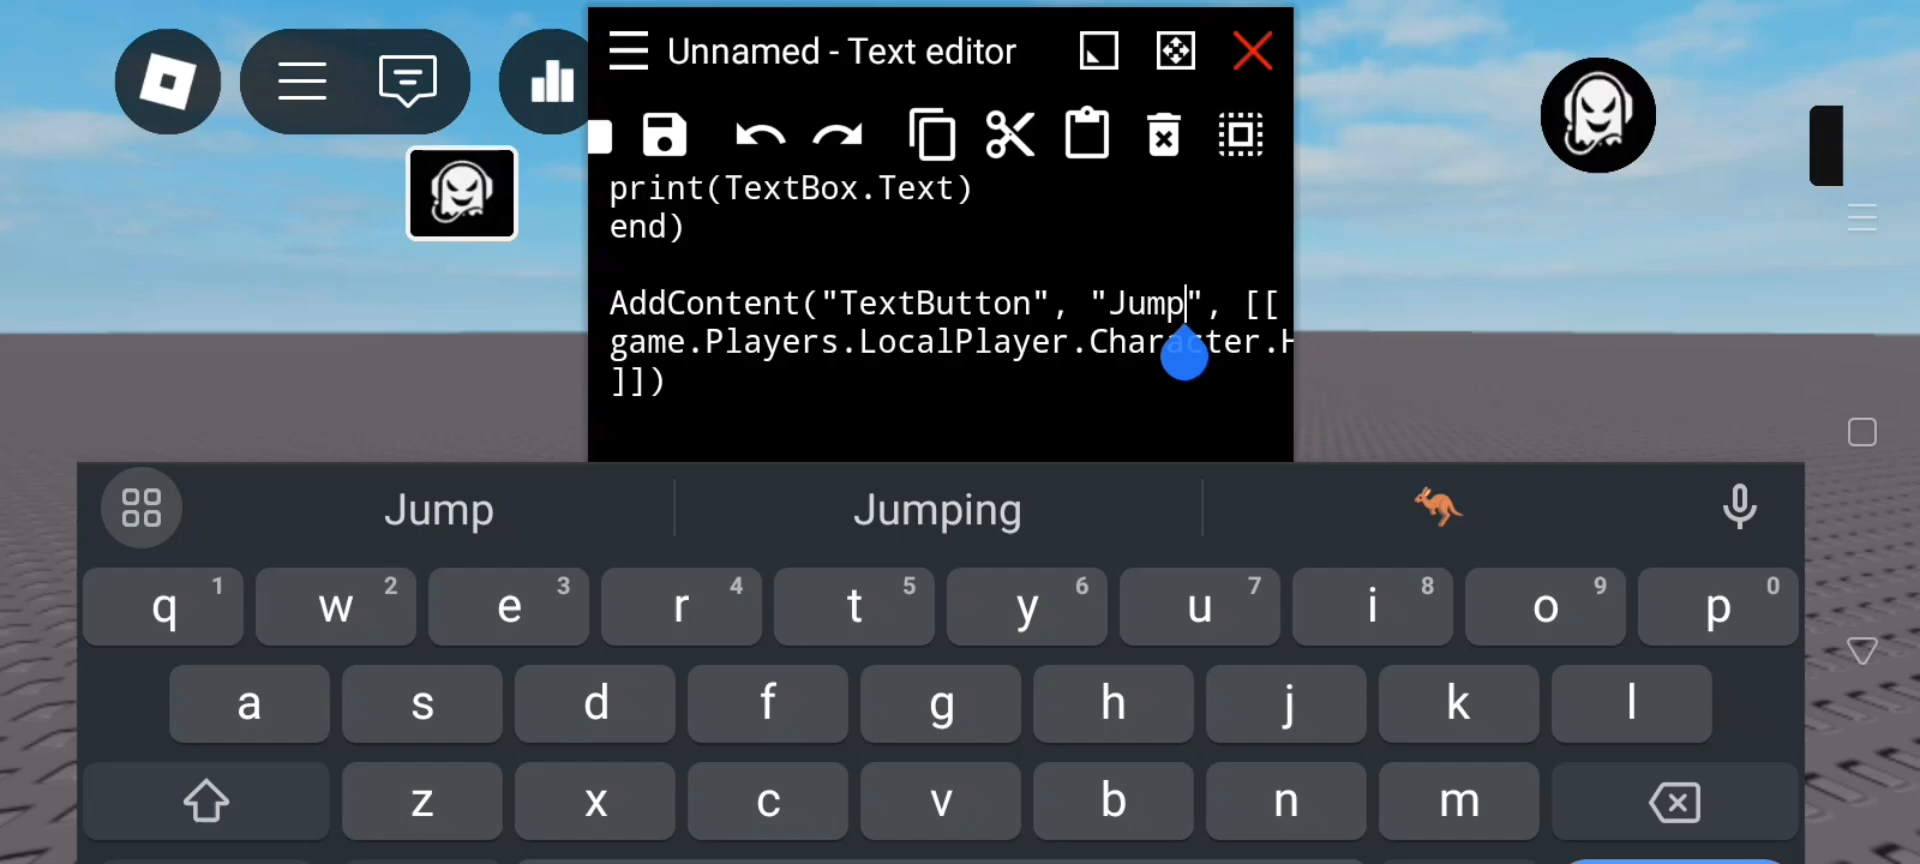 Unnamed - Text editor
print(TextBox.Text)
end)
AddContent("TextButton", "Jump", [[
game.Players.LocalPlayer.Character.H
]])
Jump Jumping
q 1 w 2 e 3 r 4 t 5 y 6 u 7 i 8 o 9 p 0
a s d f g h j k l
z x c v b n m